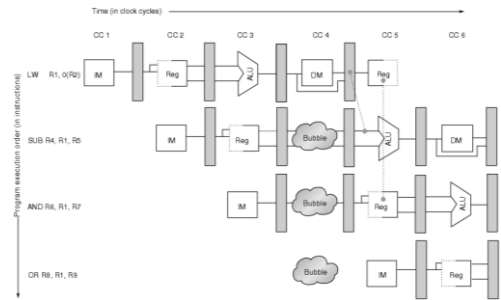 Time (in clock cycles)
CC 1 CC 2 CC 3 CC 4 CC 5 CC 6
Program execution order (in instructions)
LW R1, 0(R2) IM Reg ALU DM Reg
SUB R4, R1, R5 IM Reg Bubble ALU DM
AND R6, R1, R7 IM Bubble Reg ALU
OR R8, R1, R9 Bubble IM Reg